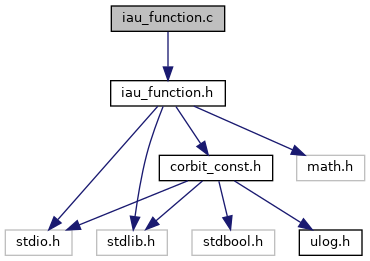 iau_function.c
iau_function.h
corbit_const.h
math.h
stdio.h
stdlib.h
stdbool.h
ulog.h